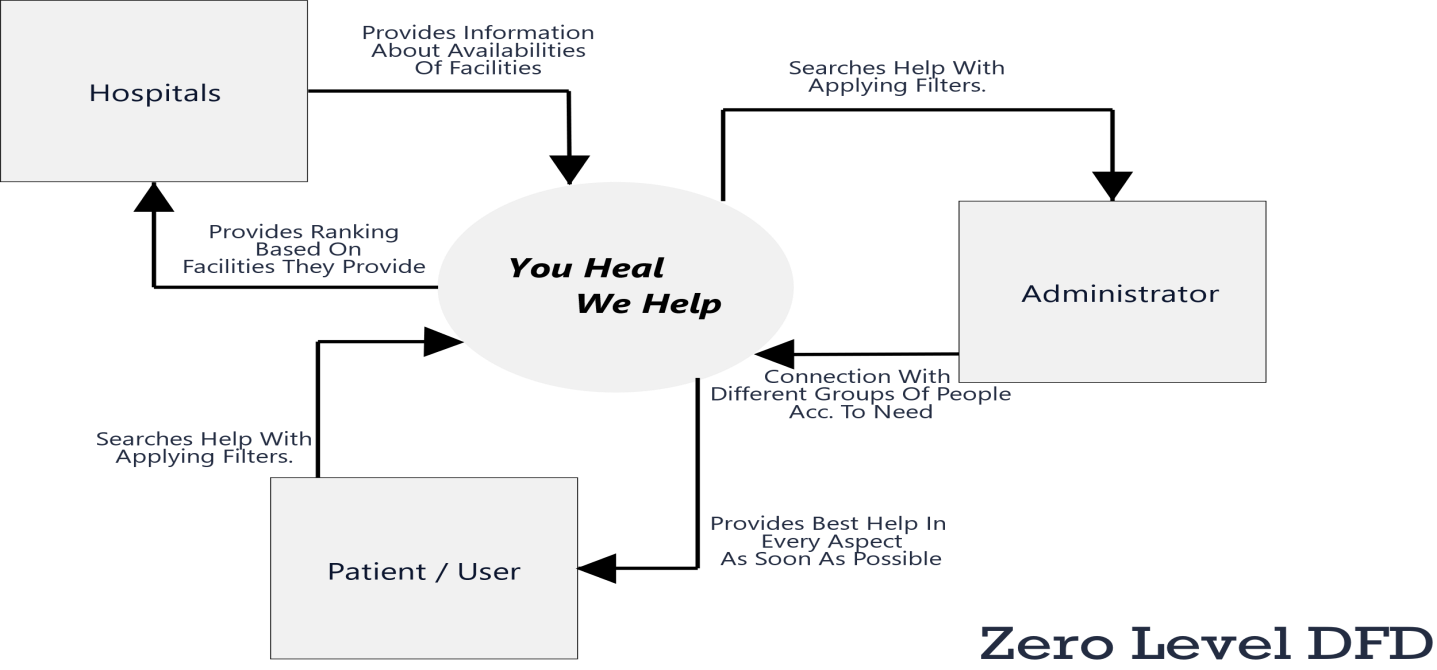 Provides Information
About Availabilities
Of Facilities
Hospitals
Searches Help With
Applying Filters.
Provides Ranking
Based On
Facilities They Provide
You Heal
We Help
Administrator
Connection With
Different Groups Of People
Acc. To Need
Searches Help With
Applying Filters.
Provides Best Help In
Every Aspect
As Soon As Possible
Patient / User
Zero Level DFD